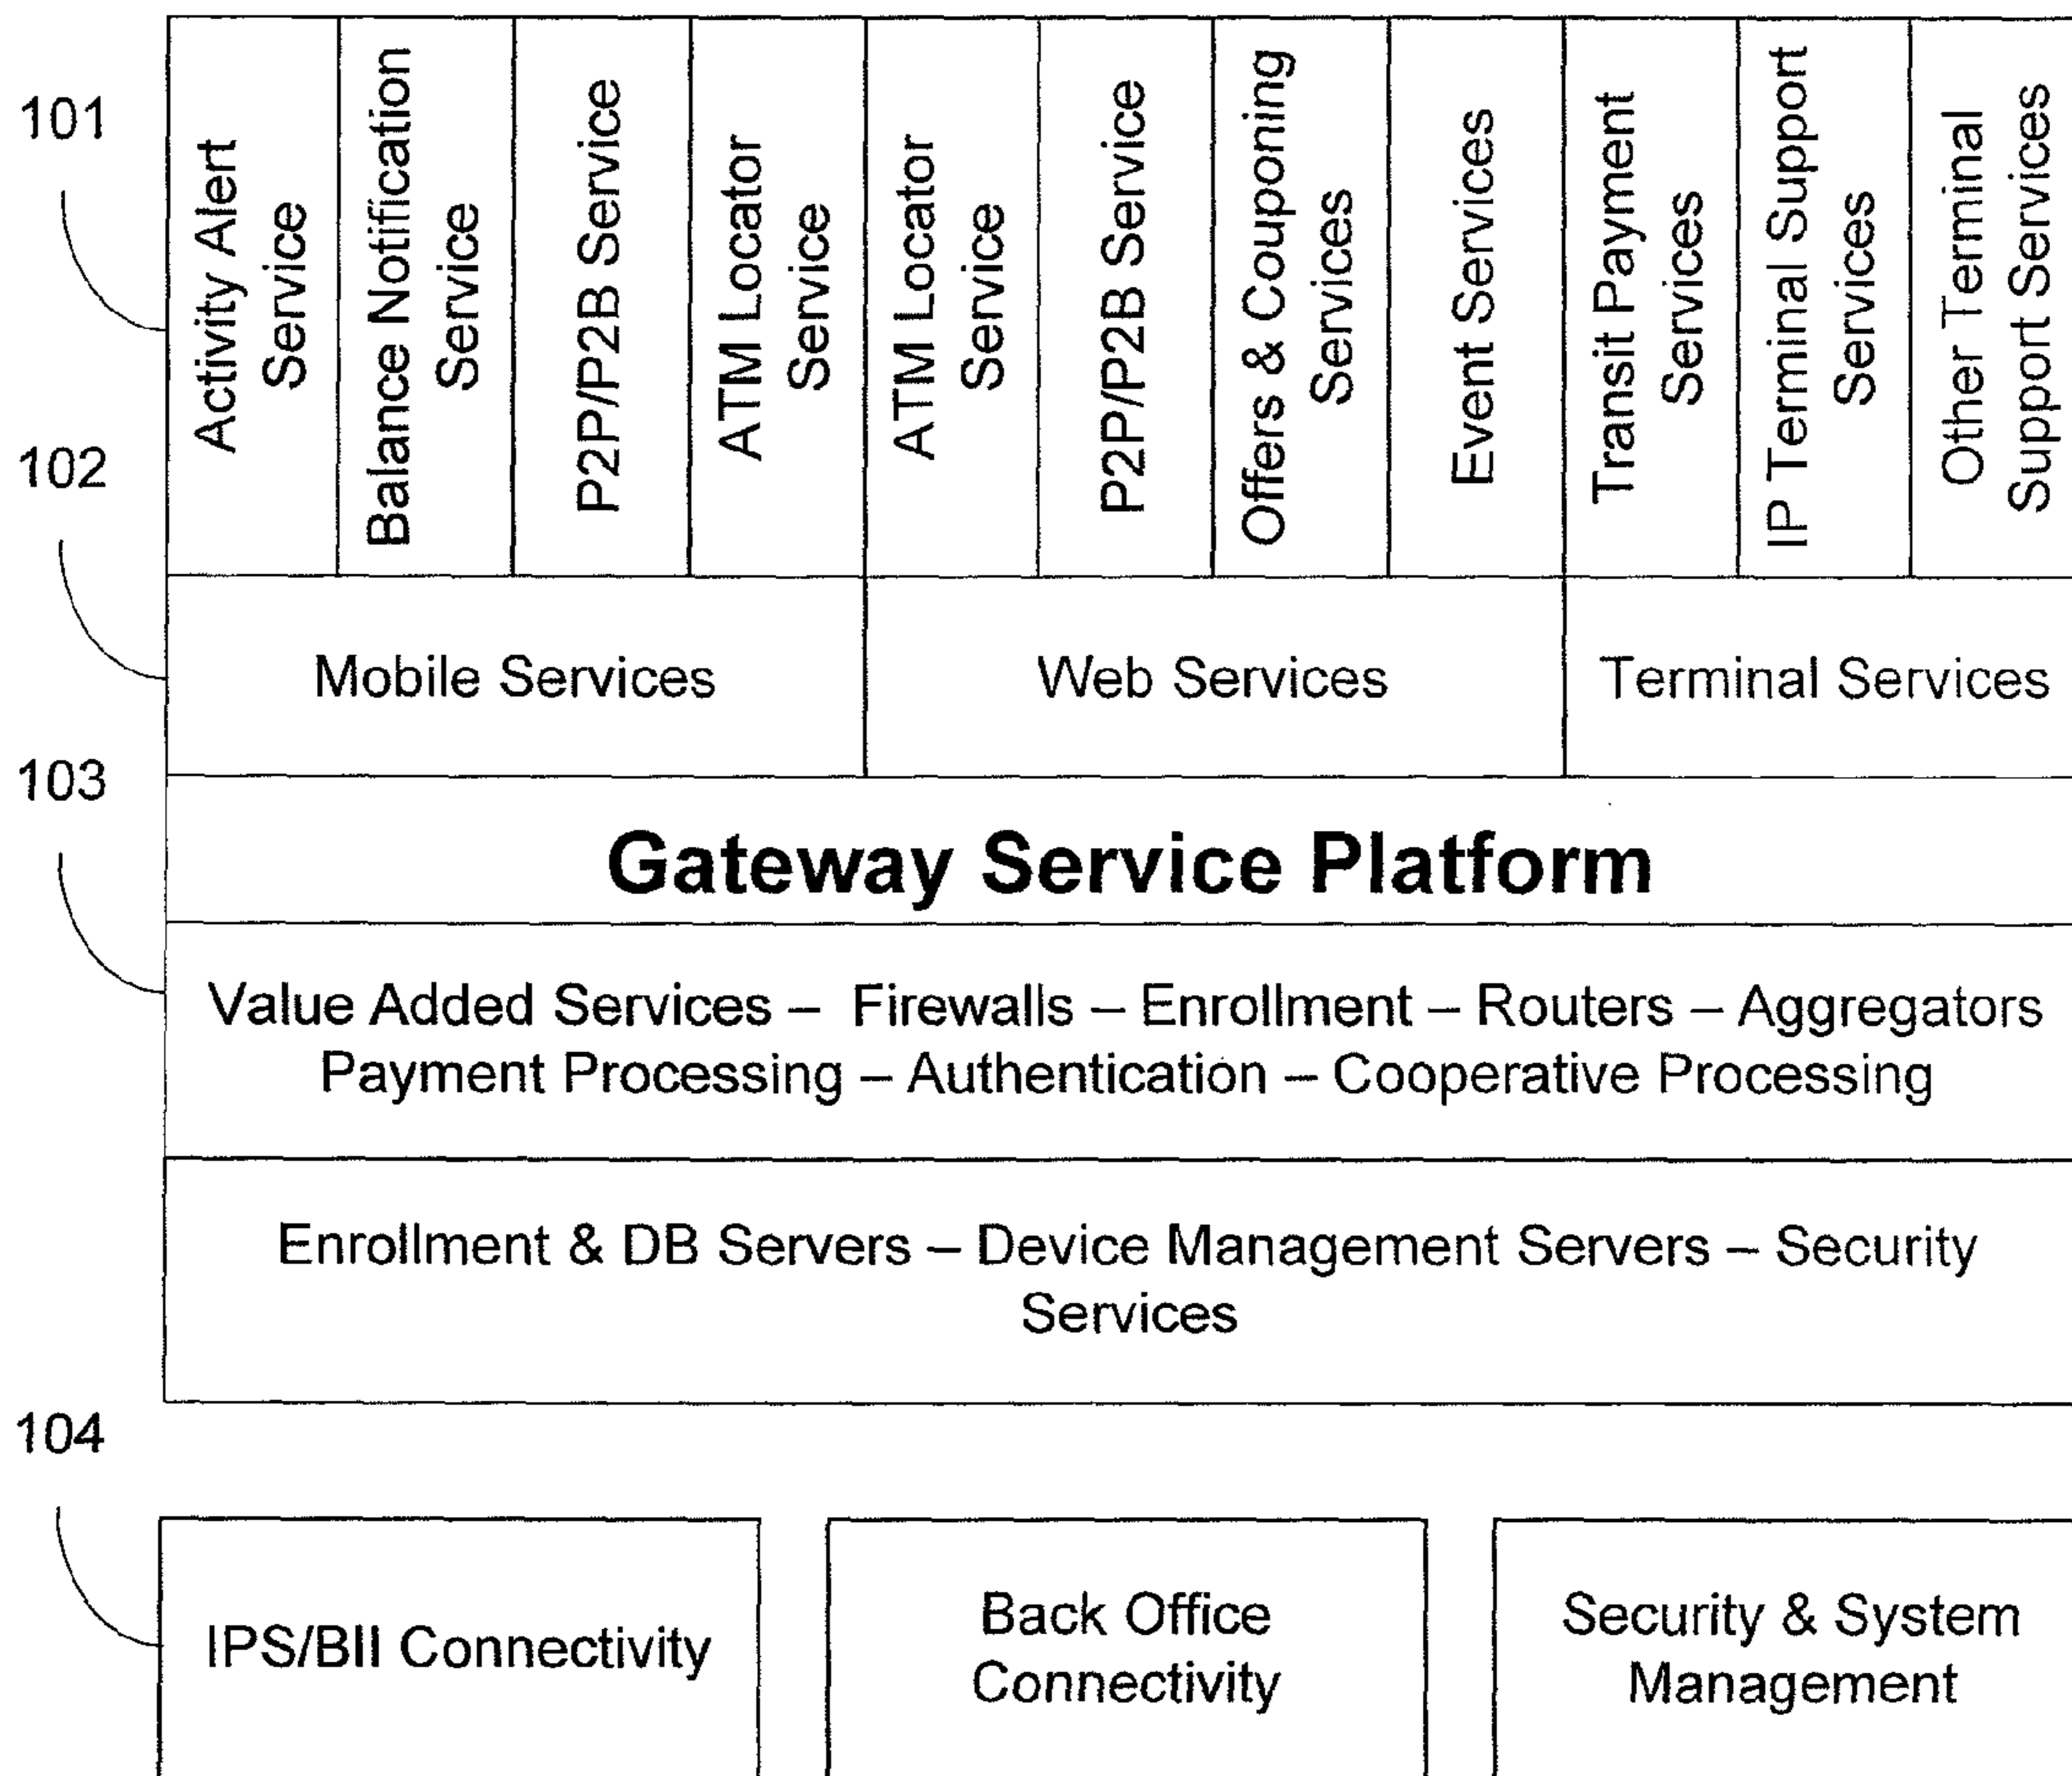 101
Activity Alert
Service
Balance Notification
Service
P2P/P2B Service
ATM Locator
Service
ATM Locator
Service
P2P/P2B Service
Offers & Couponing
Services
Event Services
Transit Payment
Services
IP Terminal Support
Services
Other Terminal
Support Services
102
Mobile Services
Web Services
Terminal Services
103
Gateway Service Platform
Value Added Services – Firewalls – Enrollment – Routers – Aggregators
Payment Processing – Authentication – Cooperative Processing
Enrollment & DB Servers – Device Management Servers – Security
Services
104
IPS/BII Connectivity
Back Office
Connectivity
Security & System
Management